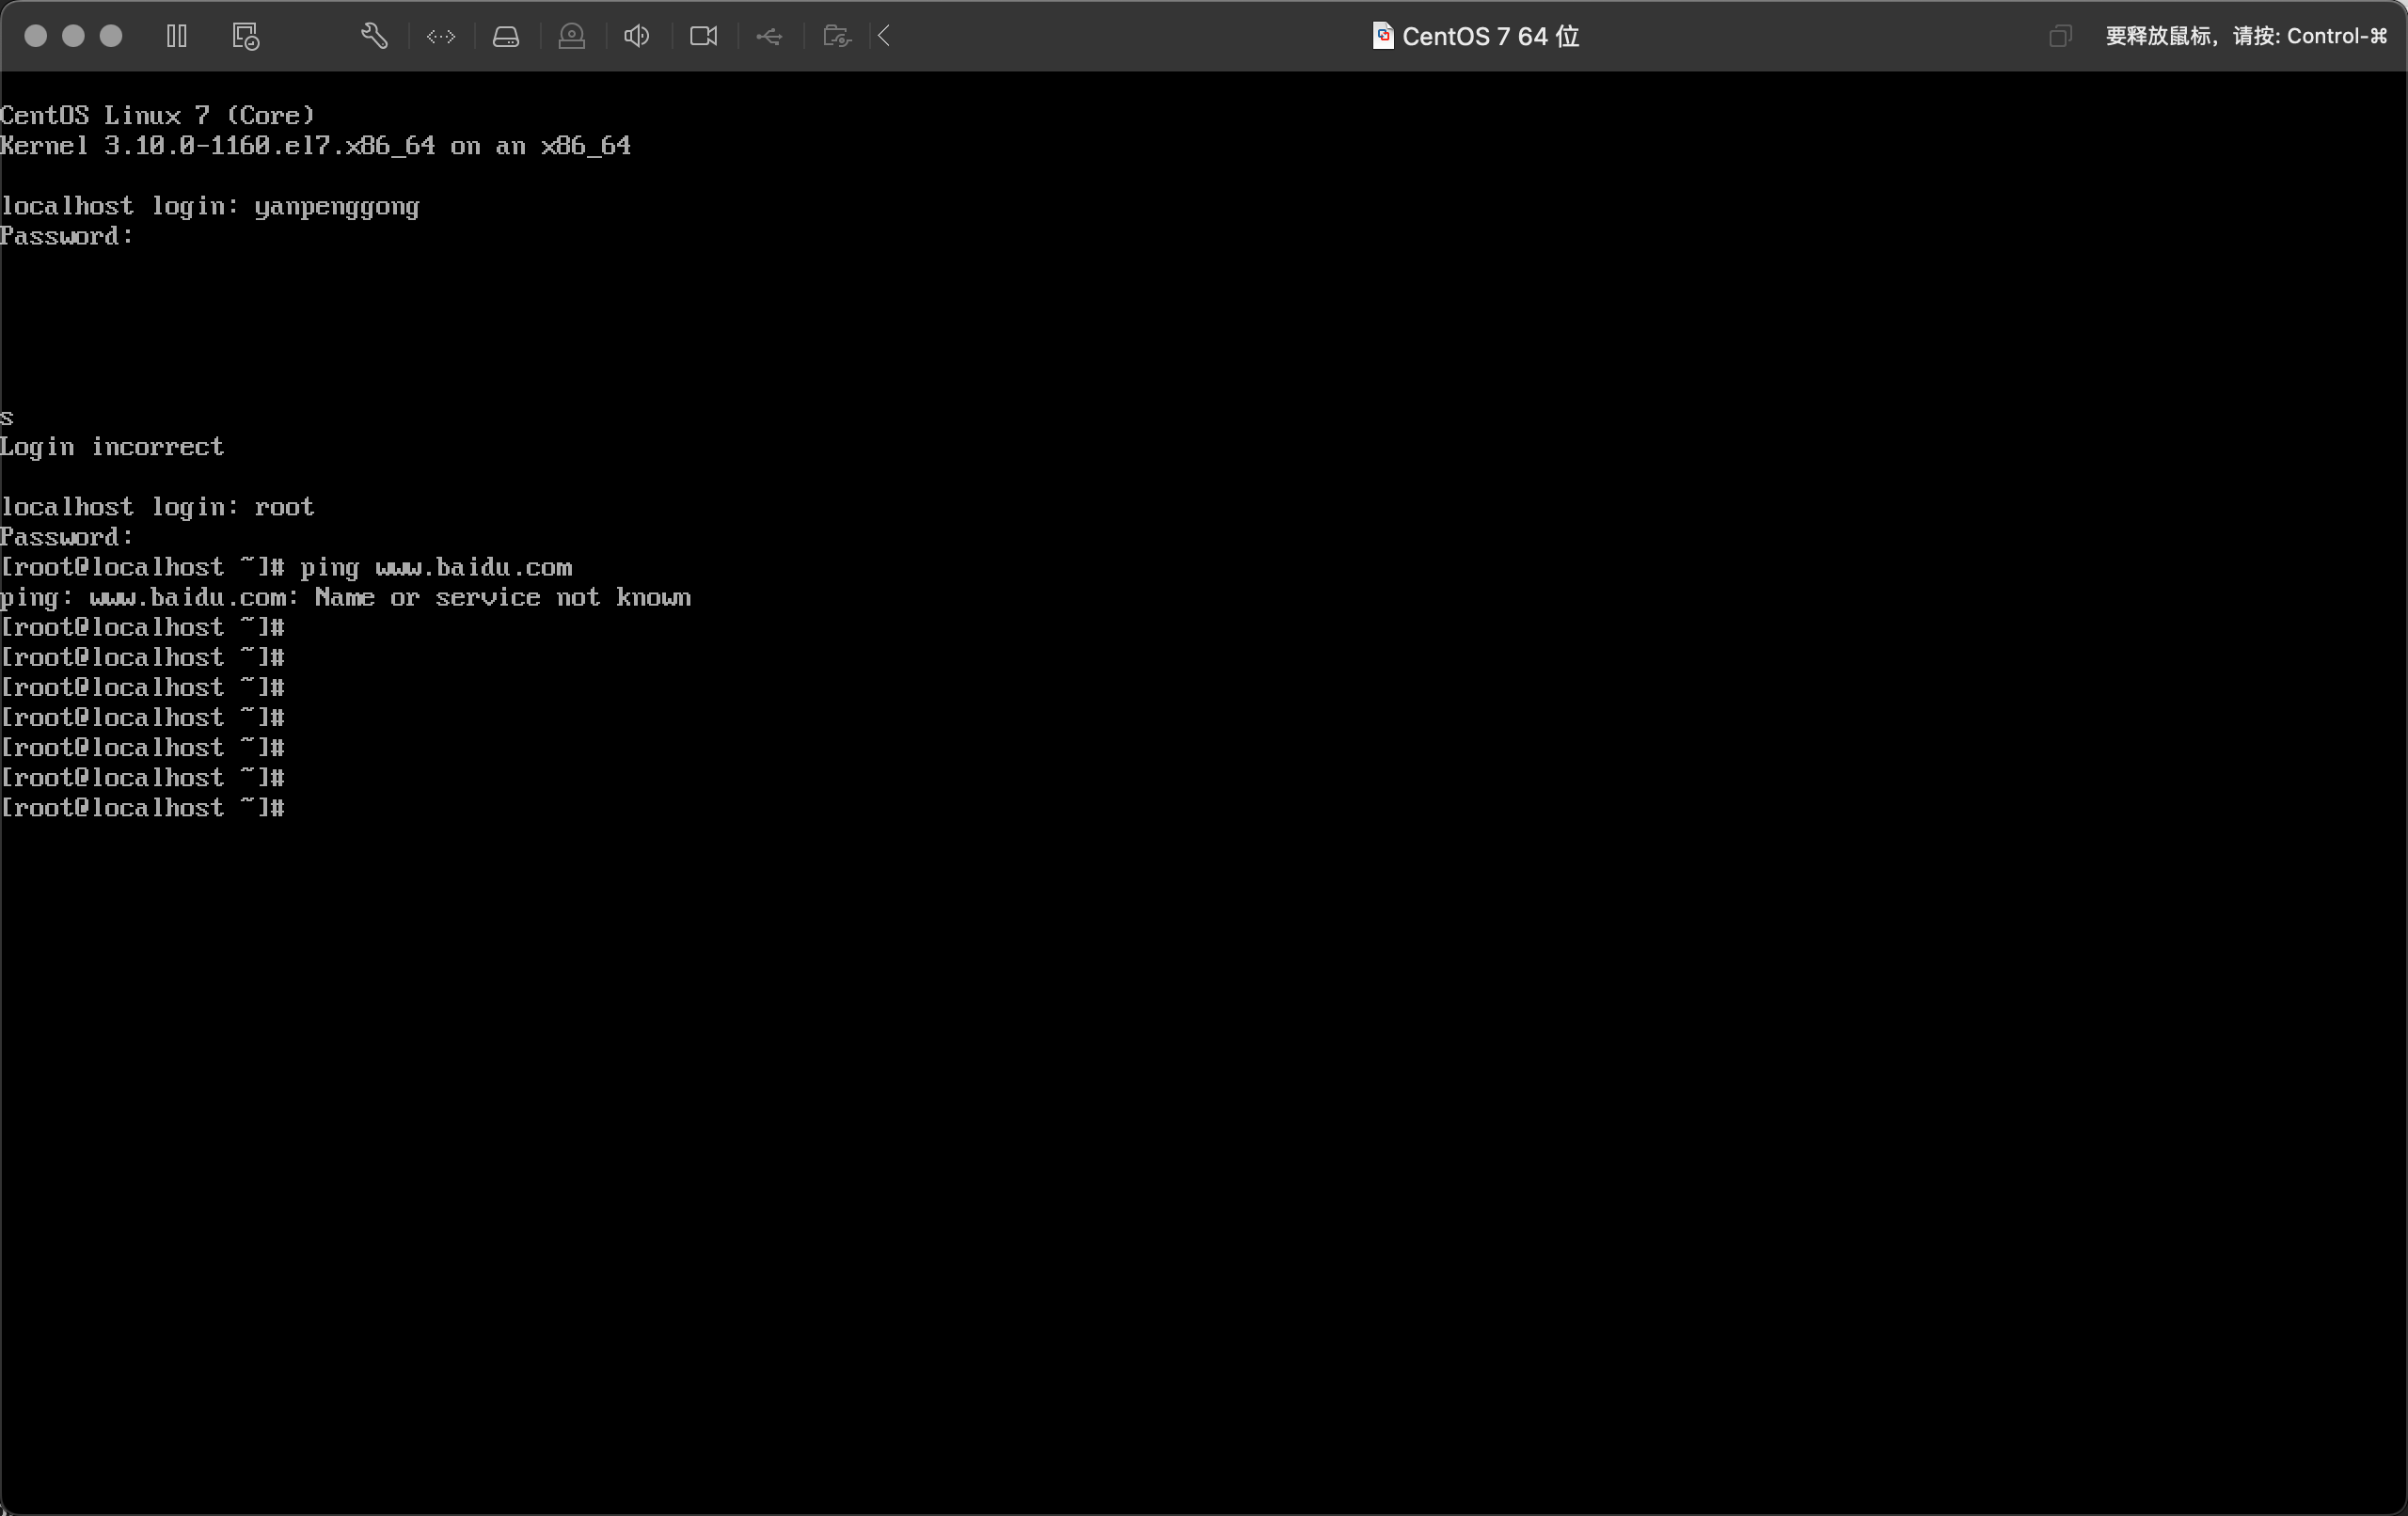 CentOS 7 64 位
要释放鼠标，请按: Control-⌘
CentOS Linux 7 (Core)
Kernel 3.10.0-1160.el7.x86_64 on an x86_64
localhost login: yanpenggong
Password:
s
Login incorrect
localhost login: root
Password:
[root@localhost ~]# ping www.baidu.com
ping: www.baidu.com: Name or service not known
[root@localhost ~]#
[root@localhost ~]#
[root@localhost ~]#
[root@localhost ~]#
[root@localhost ~]#
[root@localhost ~]#
[root@localhost ~]#